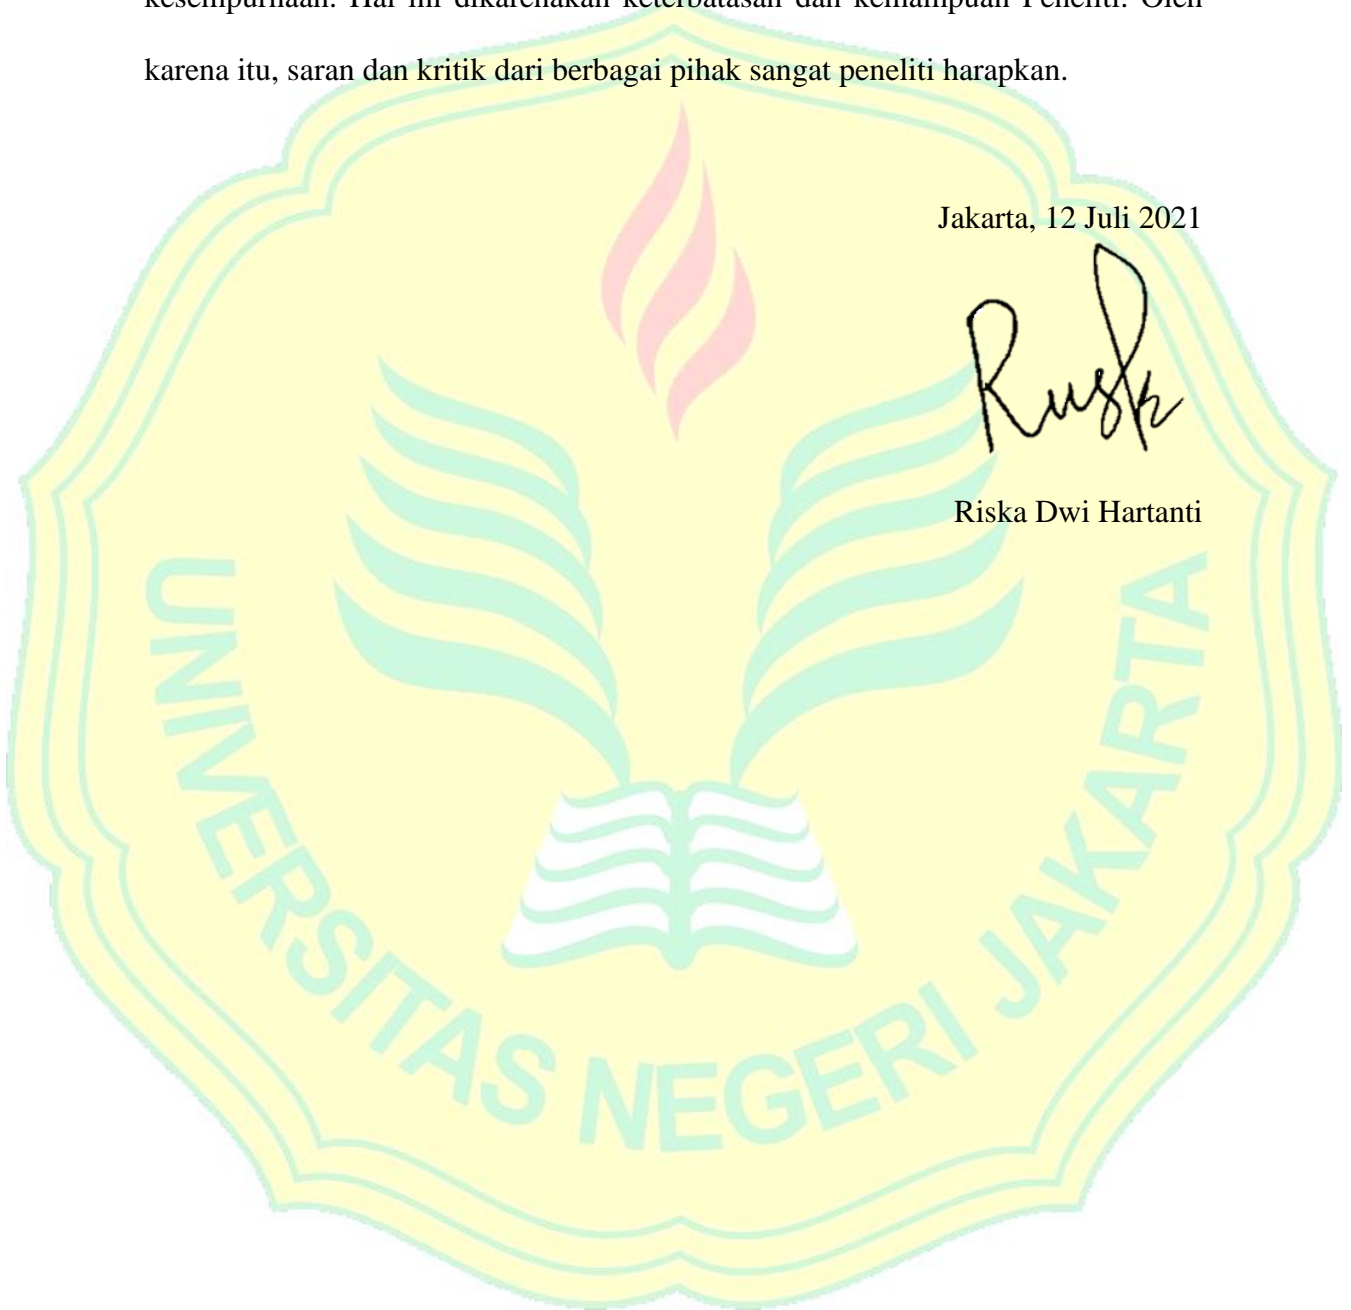 kesempurnaan. Hal ini dikarenakan keterbatasan dan kemampuan Peneliti. Oleh
karena itu, saran dan kritik dari berbagai pihak sangat peneliti harapkan.
Jakarta, 12 Juli 2021
Riska Dwi Hartanti
UNIVERSITAS NEGERI JAKARTA